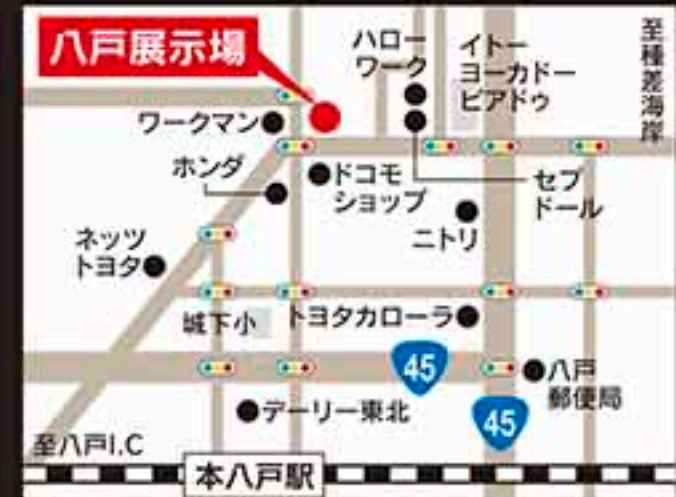 八戸展示場
ハロー
ワーク
イトー
ヨーカドー
ピアドゥ
至種差海岸
ワークマン
ホンダ
ドコモ
ショップ
セブ
ドール
ニトリ
ネッツ
トヨタ
城下小
トヨタカローラ
45
八戸
郵便局
デーリー東北
45
至八戸I.C
本八戸駅